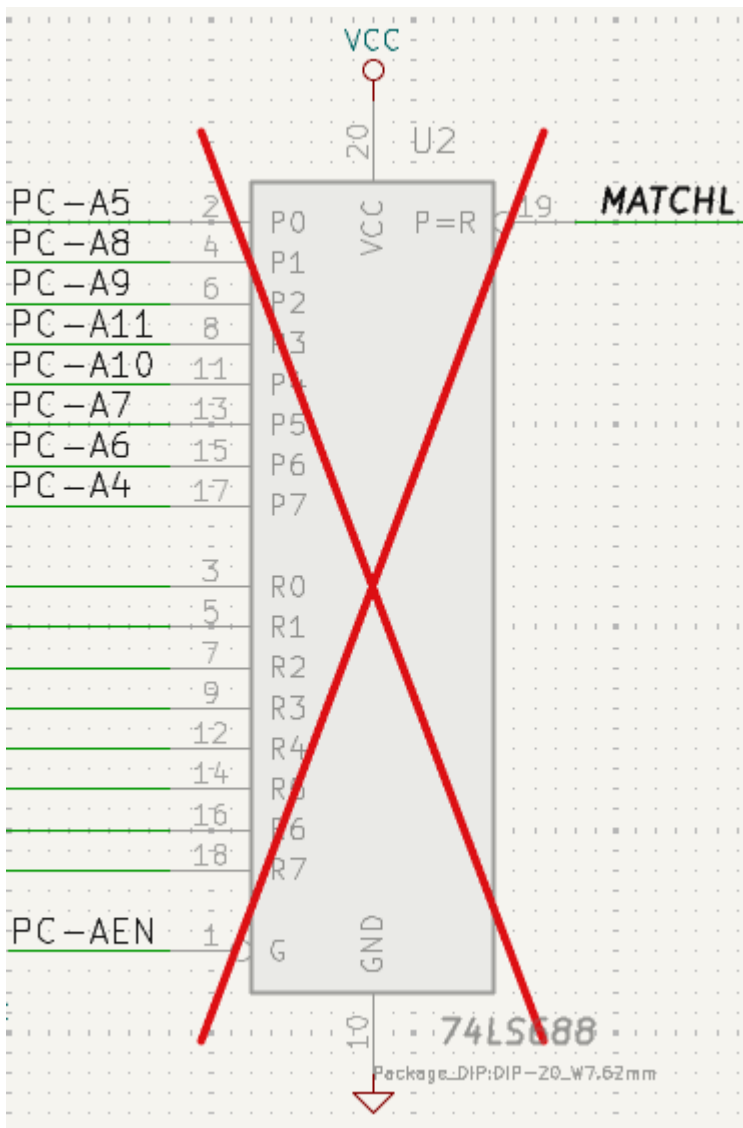 VCC
20
U2
PC-A5 2 P0 VCC P=R 19 MATCHL
PC-A8 4 P1
PC-A9 6 P2
PC-A11 8 P3
PC-A10 11 P4
PC-A7 13 P5
PC-A6 15 P6
PC-A4 17 P7
3 R0
5 R1
7 R2
9 R3
12 R4
14 R5
16 R6
18 R7
PC-AEN 1 G GND
10
74LS688
Package_DIP:DIP-20_W7.62mm